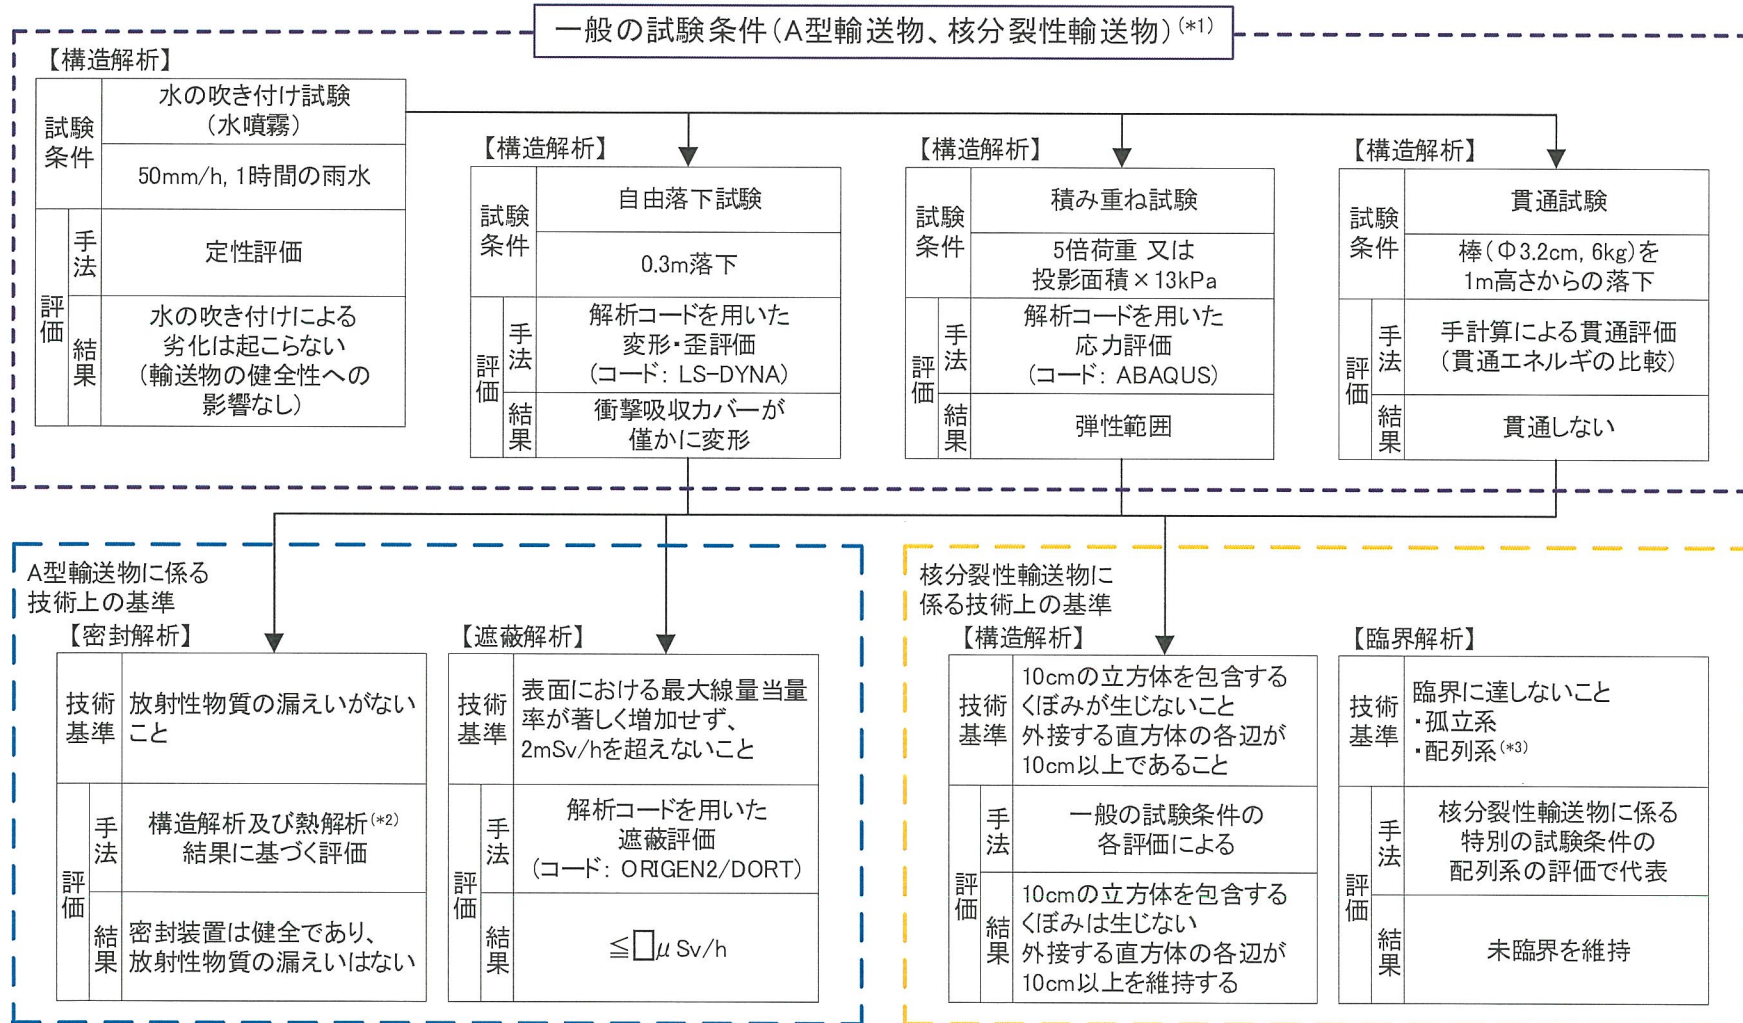 一般の試験条件(A型輸送物、核分裂性輸送物)(*1)
【構造解析】
試験
条件
水の吹き付け試験
(水噴霧)
50mm/h, 1時間の雨水
評価
手法
定性評価
結果
水の吹き付けによる
劣化は起こらない
(輸送物の健全性への
影響なし)
【構造解析】
試験
条件
自由落下試験
0.3m落下
評価
手法
解析コードを用いた
変形・歪評価
(コード: LS-DYNA)
結果
衝撃吸収カバーが
僅かに変形
【構造解析】
試験
条件
積み重ね試験
5倍荷重 又は
投影面積×13kPa
評価
手法
解析コードを用いた
応力評価
(コード: ABAQUS)
結果
弾性範囲
【構造解析】
試験
条件
貫通試験
棒(Φ3.2cm, 6kg)を
1m高さからの落下
評価
手法
手計算による貫通評価
(貫通エネルギの比較)
結果
貫通しない
A型輸送物に係る
技術上の基準
【密封解析】
技術
基準
放射性物質の漏えいがない
こと
評価
手法
構造解析及び熱解析(*2)
結果に基づく評価
結果
密封装置は健全であり、
放射性物質の漏えいはない
【遮蔽解析】
技術
基準
表面における最大線量当量
率が著しく増加せず、
2mSv/hを超えないこと
評価
手法
解析コードを用いた
遮蔽評価
(コード: ORIGEN2/DORT)
結果
≦□μSv/h
核分裂性輸送物に
係る技術上の基準
【構造解析】
技術
基準
10cmの立方体を包含する
くぼみが生じないこと
外接する直方体の各辺が
10cm以上であること
評価
手法
一般の試験条件の
各評価による
結果
10cmの立方体を包含する
くぼみは生じない
外接する直方体の各辺が
10cm以上を維持する
【臨界解析】
技術
基準
臨界に達しないこと
・孤立系
・配列系(*3)
評価
手法
核分裂性輸送物に係る
特別の試験条件の
配列系の評価で代表
結果
未臨界を維持